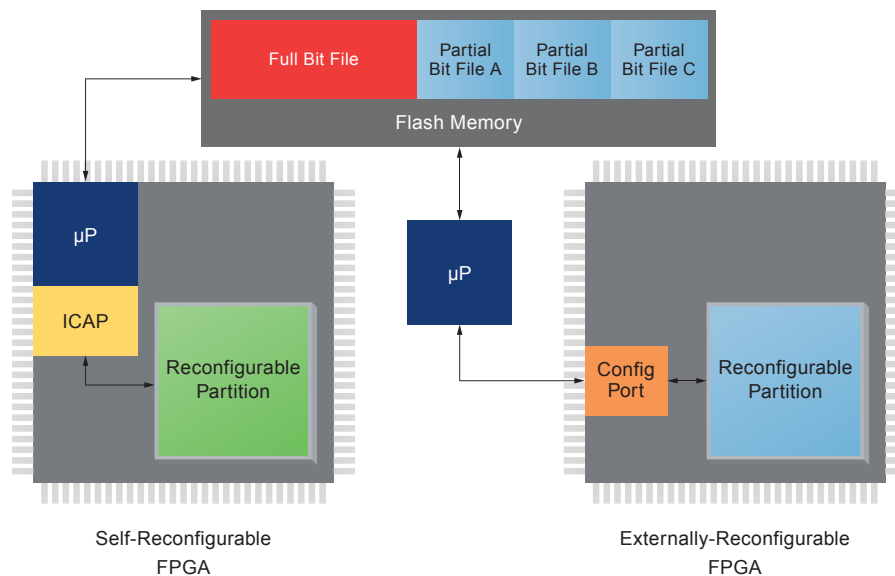 Full Bit File
Partial
Bit File A
Partial
Bit File B
Partial
Bit File C
Flash Memory
µP
ICAP
Reconfigurable
Partition
µP
Config
Port
Reconfigurable
Partition
Self-Reconfigurable
FPGA
Externally-Reconfigurable
FPGA